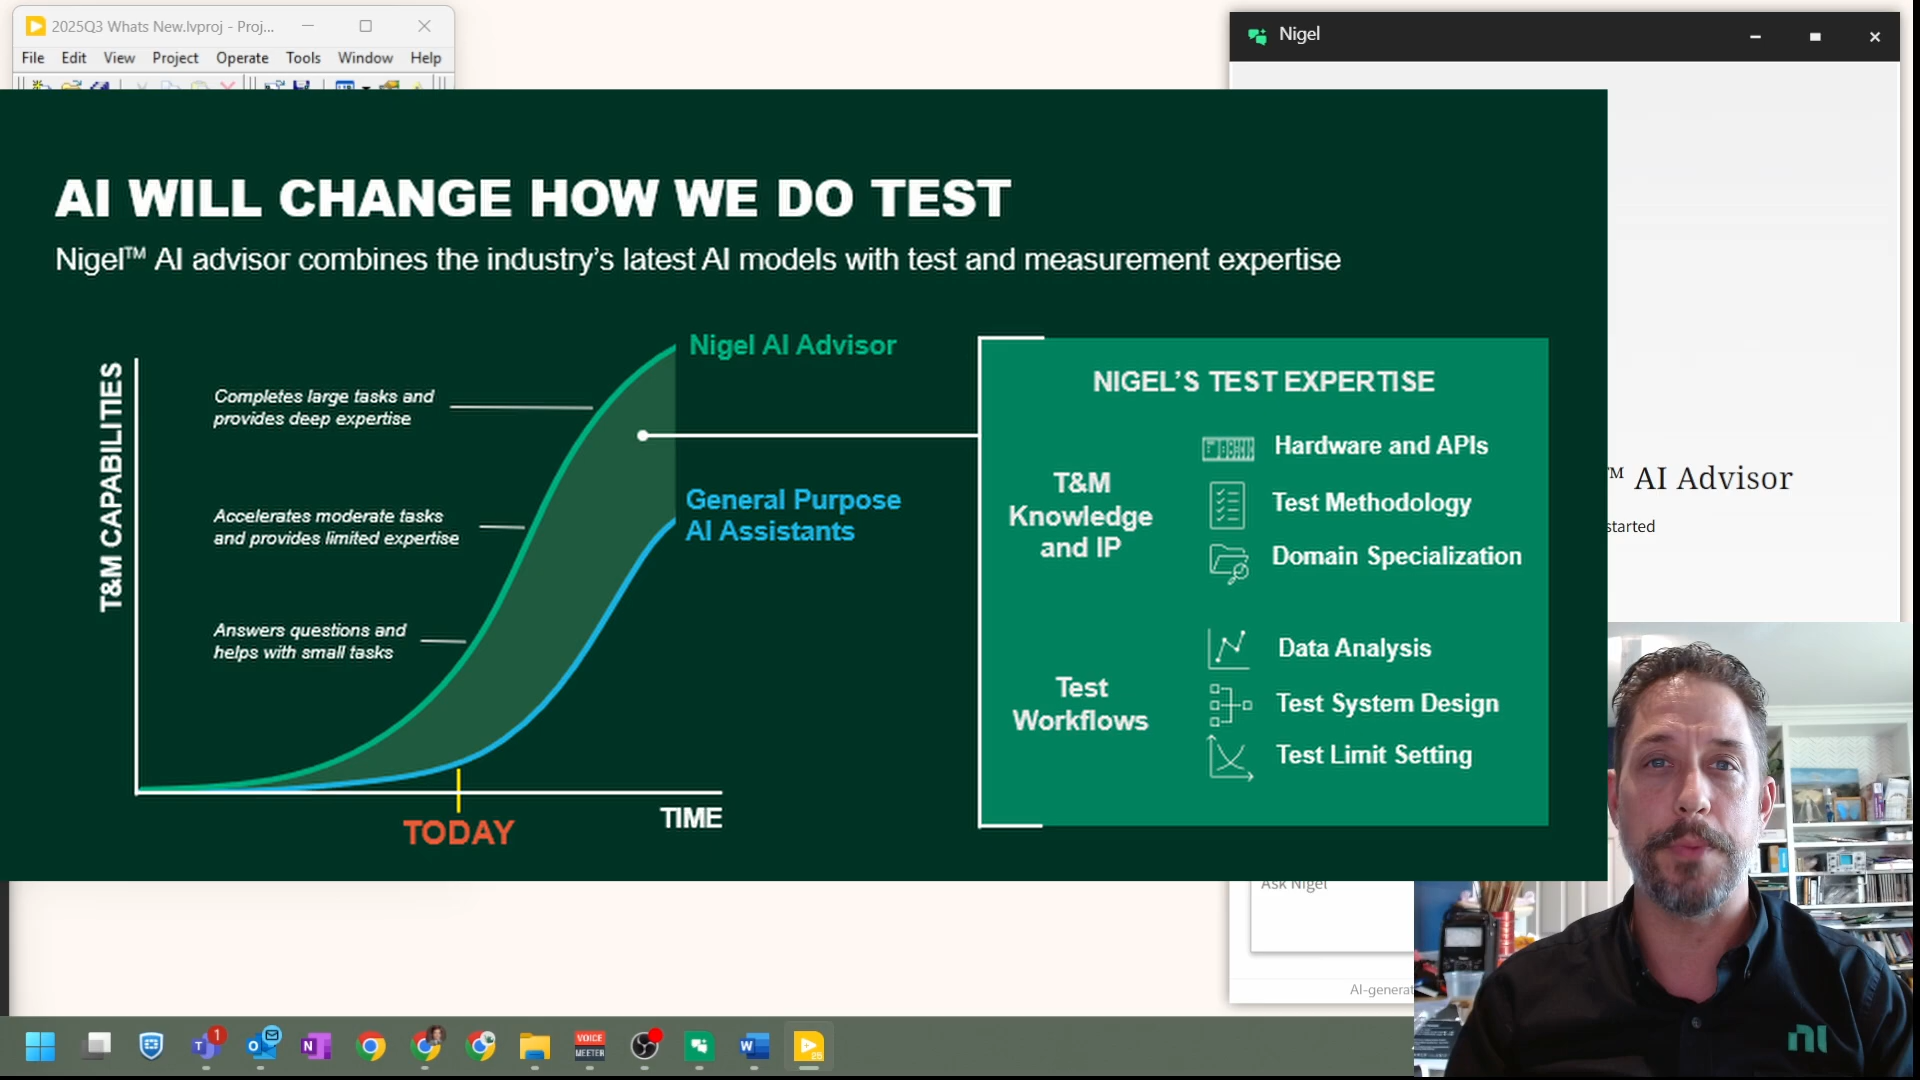 2025Q3 Whats New.lvproj - Proj...
File Edit View Project Operate Tools Window Help
Nigel
AI WILL CHANGE HOW WE DO TEST
Nigel™ AI advisor combines the industry's latest AI models with test and measurement expertise
T&M CAPABILITIES
Completes large tasks and
provides deep expertise
Accelerates moderate tasks
and provides limited expertise
Answers questions and
helps with small tasks
Nigel AI Advisor
General Purpose
AI Assistants
TODAY
TIME
NIGEL'S TEST EXPERTISE
T&M
Knowledge
and IP
Hardware and APIs
Test Methodology
Domain Specialization
Test
Workflows
Data Analysis
Test System Design
Test Limit Setting
™ AI Advisor
started
Ask Nigel
AI-generat
1
VOICE
MEETER
25
nı